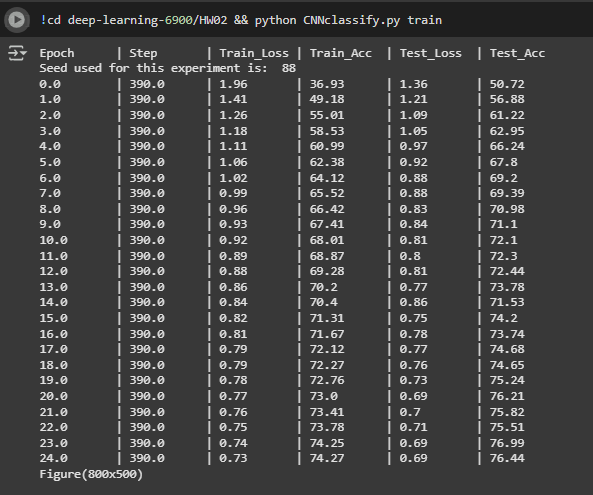 !cd deep-learning-6900/HW02 && python CNNclassify.py train
Epoch | Step | Train_Loss | Train_Acc | Test_Loss | Test_Acc
Seed used for this experiment is: 88
0.0 | 390.0 | 1.96 | 36.93 | 1.36 | 50.72
1.0 | 390.0 | 1.41 | 49.18 | 1.21 | 56.88
2.0 | 390.0 | 1.26 | 55.01 | 1.09 | 61.22
3.0 | 390.0 | 1.18 | 58.53 | 1.05 | 62.95
4.0 | 390.0 | 1.11 | 60.99 | 0.97 | 66.24
5.0 | 390.0 | 1.06 | 62.38 | 0.92 | 67.8
6.0 | 390.0 | 1.02 | 64.12 | 0.88 | 69.2
7.0 | 390.0 | 0.99 | 65.52 | 0.88 | 69.39
8.0 | 390.0 | 0.96 | 66.42 | 0.83 | 70.98
9.0 | 390.0 | 0.93 | 67.41 | 0.84 | 71.1
10.0 | 390.0 | 0.92 | 68.01 | 0.81 | 72.1
11.0 | 390.0 | 0.89 | 68.87 | 0.8 | 72.3
12.0 | 390.0 | 0.88 | 69.28 | 0.81 | 72.44
13.0 | 390.0 | 0.86 | 70.2 | 0.77 | 73.78
14.0 | 390.0 | 0.84 | 70.4 | 0.86 | 71.53
15.0 | 390.0 | 0.82 | 71.31 | 0.75 | 74.2
16.0 | 390.0 | 0.81 | 71.67 | 0.78 | 73.74
17.0 | 390.0 | 0.79 | 72.12 | 0.77 | 74.68
18.0 | 390.0 | 0.79 | 72.27 | 0.76 | 74.65
19.0 | 390.0 | 0.78 | 72.76 | 0.73 | 75.24
20.0 | 390.0 | 0.77 | 73.0 | 0.69 | 76.21
21.0 | 390.0 | 0.76 | 73.41 | 0.7 | 75.82
22.0 | 390.0 | 0.75 | 73.78 | 0.71 | 75.51
23.0 | 390.0 | 0.74 | 74.25 | 0.69 | 76.99
24.0 | 390.0 | 0.73 | 74.27 | 0.69 | 76.44
Figure(800x500)